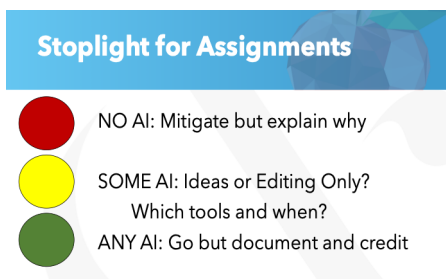 Stoplight for Assignments
NO AI: Mitigate but explain why
SOME AI: Ideas or Editing Only?
Which tools and when?
ANY AI: Go but document and credit